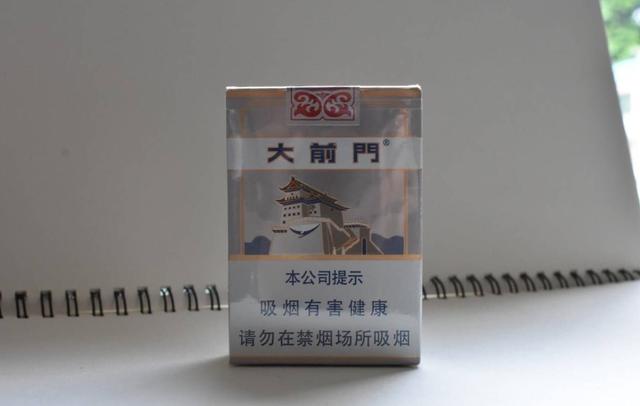 大前門®
本公司提示
吸烟有害健康
请勿在禁烟场所吸烟